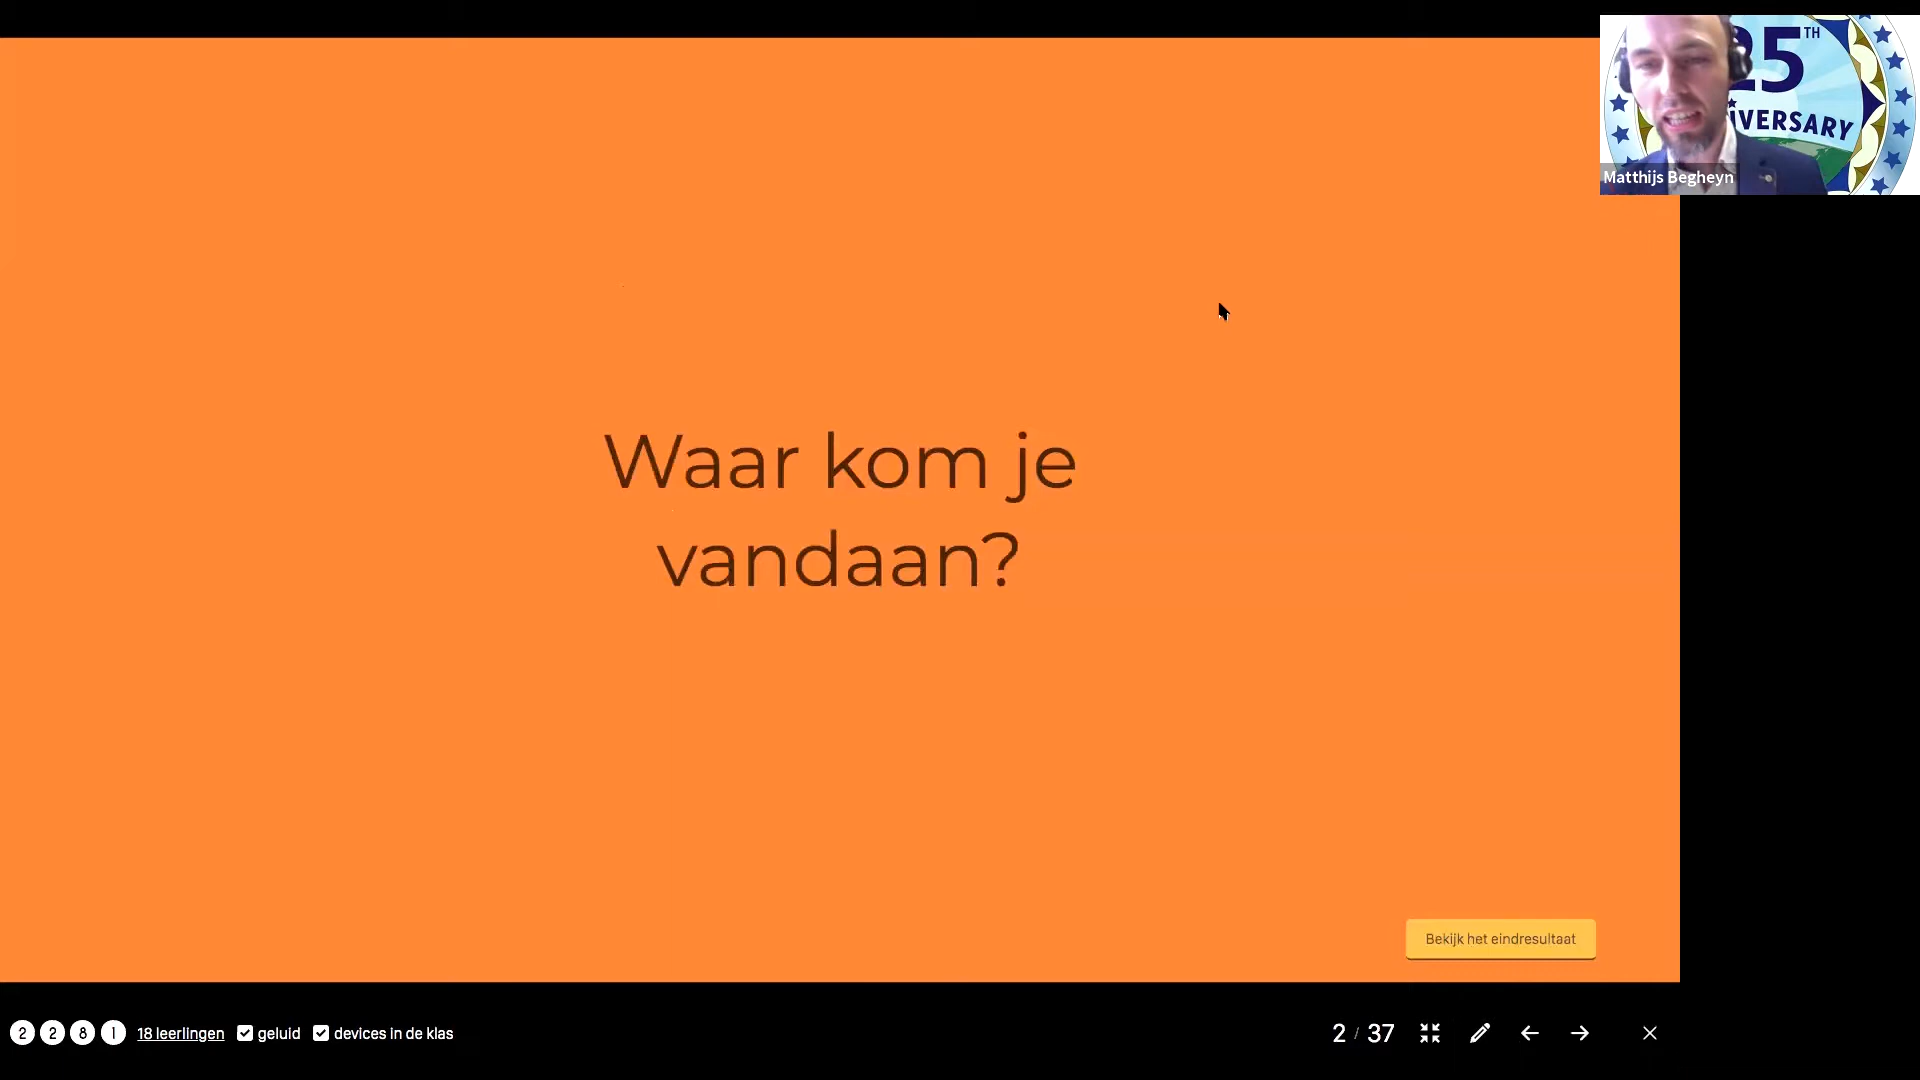 25TH
IVERSARY
Matthijs Begheyn
Waar kom je
vandaan?
Bekijk het eindresultaat
2 2 8 1 18 leerlingen geluid devices in de klas
2 / 37